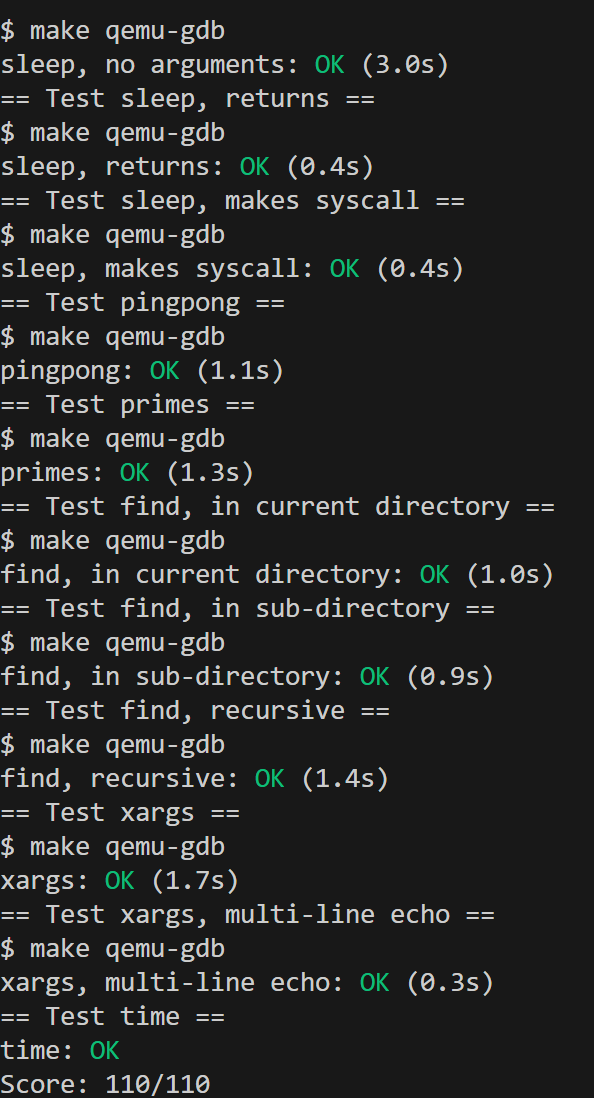 $ make qemu-gdb
sleep, no arguments: OK (3.0s)
== Test sleep, returns ==
$ make qemu-gdb
sleep, returns: OK (0.4s)
== Test sleep, makes syscall ==
$ make qemu-gdb
sleep, makes syscall: OK (0.4s)
== Test pingpong ==
$ make qemu-gdb
pingpong: OK (1.1s)
== Test primes ==
$ make qemu-gdb
primes: OK (1.3s)
== Test find, in current directory ==
$ make qemu-gdb
find, in current directory: OK (1.0s)
== Test find, in sub-directory ==
$ make qemu-gdb
find, in sub-directory: OK (0.9s)
== Test find, recursive ==
$ make qemu-gdb
find, recursive: OK (1.4s)
== Test xargs ==
$ make qemu-gdb
xargs: OK (1.7s)
== Test xargs, multi-line echo ==
$ make qemu-gdb
xargs, multi-line echo: OK (0.3s)
== Test time ==
time: OK
Score: 110/110